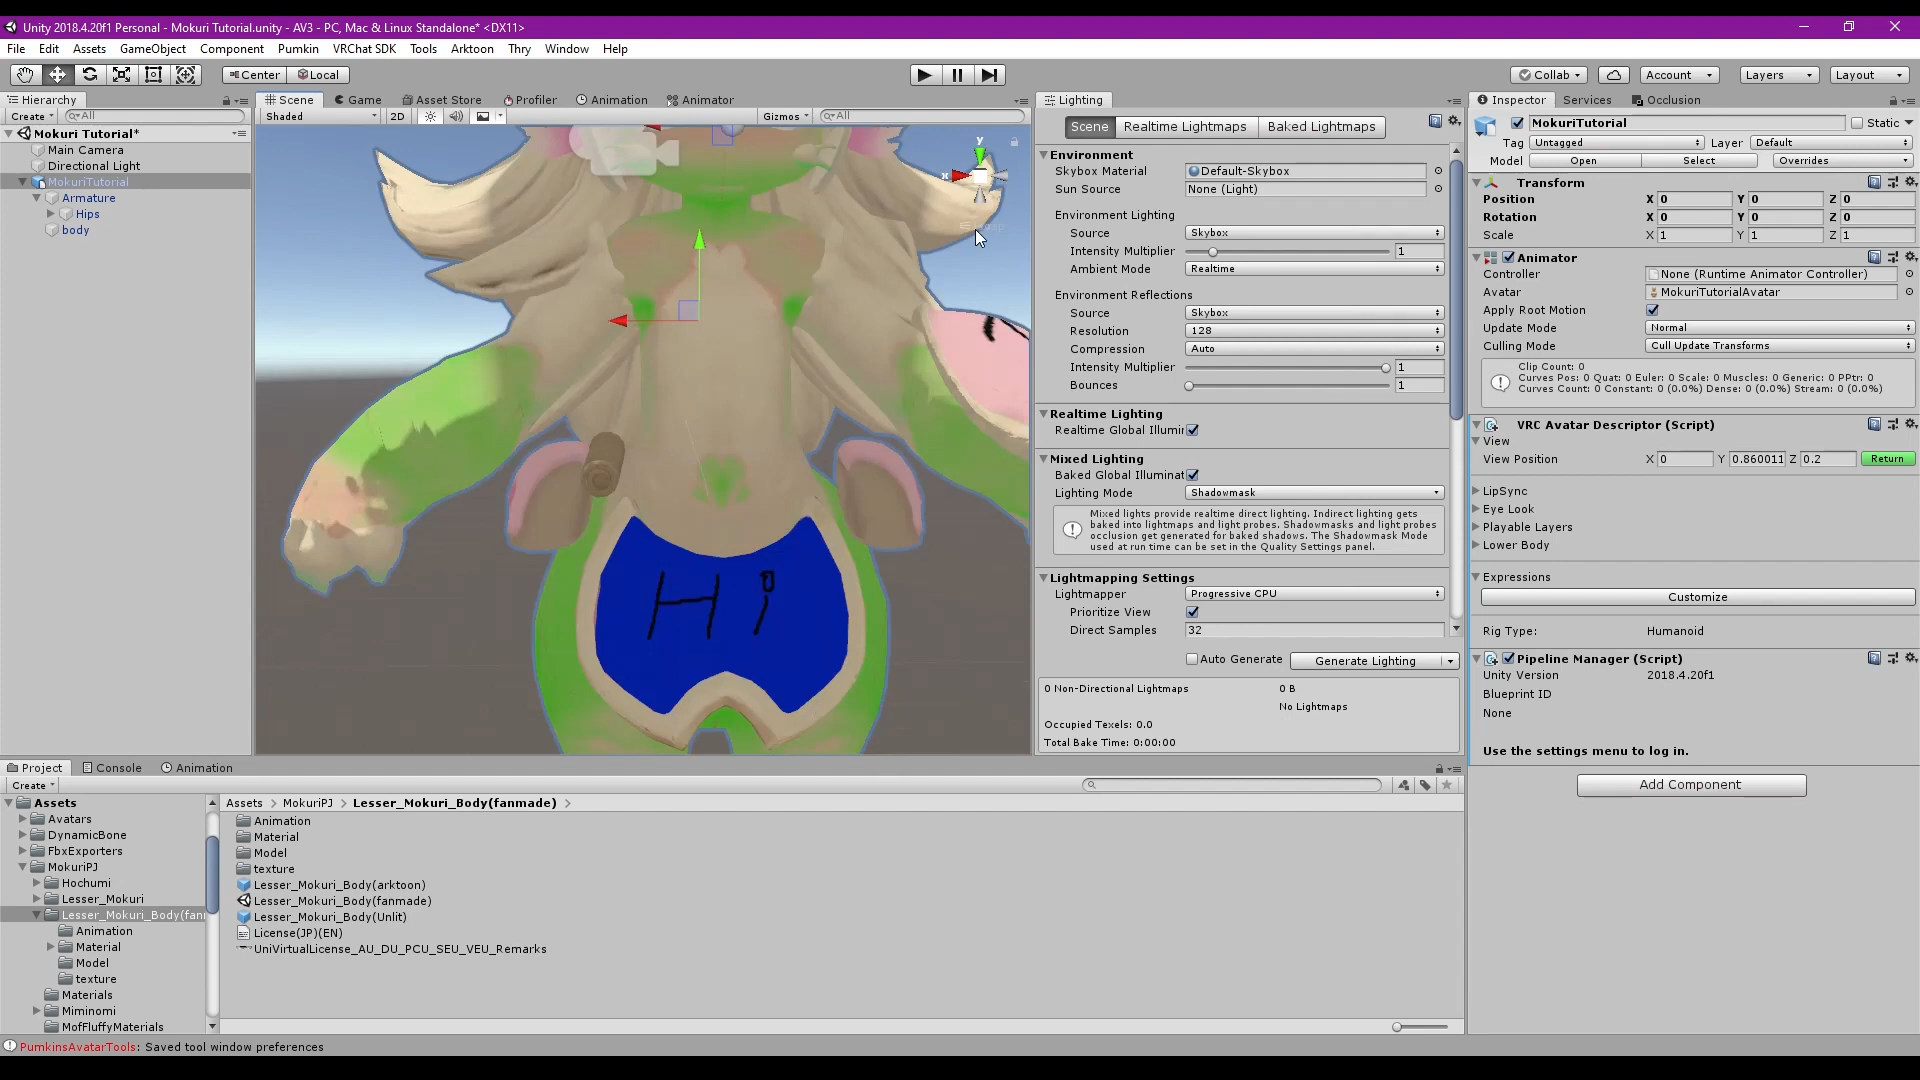 Unity 2018.4.20f1 Personal - Mokuri Tutorial.unity - AV3 - PC, Mac & Linux Standalone* <DX11>
File Edit Assets GameObject Component Pumkin VRChat SDK Tools Arktoon Thry Window Help
Center Local Collab Account Layers Layout
Hierarchy Scene Game Asset Store Profiler Animation Animator Lighting Inspector Services Occlusion
Create All Shaded 2D Gizmos All
Mokuri Tutorial*
Main Camera
Directional Light
MokuriTutorial
Armature
Hips
body
y
x
Hi
Scene Realtime Lightmaps Baked Lightmaps
Environment
Skybox Material Default-Skybox
Sun Source None (Light)
Environment Lighting
Source Skybox
Intensity Multiplier 1
Ambient Mode Realtime
Environment Reflections
Source Skybox
Resolution 128
Compression Auto
Intensity Multiplier 1
Bounces 1
Realtime Lighting
Realtime Global Illumin
Mixed Lighting
Baked Global Illuminat
Lighting Mode Shadowmask
Mixed lights provide realtime direct lighting. Indirect lighting gets
baked into lightmaps and light probes. Shadowmasks and light probes
occlusion get generated for baked shadows. The Shadowmask Mode
used at run time can be set in the Quality Settings panel.
Lightmapping Settings
Lightmapper Progressive CPU
Prioritize View
Direct Samples 32
Auto Generate Generate Lighting
0 Non-Directional Lightmaps 0 B
No Lightmaps
Occupied Texels: 0.0
Total Bake Time: 0:00:00
MokuriTutorial Static
Tag Untagged Layer Default
Model Open Select Overrides
Transform
Position X 0 Y 0 Z 0
Rotation X 0 Y 0 Z 0
Scale X 1 Y 1 Z 1
Animator
Controller None (Runtime Animator Controller)
Avatar MokuriTutorialAvatar
Apply Root Motion
Update Mode Normal
Culling Mode Cull Update Transforms
Clip Count: 0
Curves Pos: 0 Quat: 0 Euler: 0 Scale: 0 Muscles: 0 Generic: 0 PPtr: 0
Curves Count: 0 Constant: 0 (0.0%) Dense: 0 (0.0%) Stream: 0 (0.0%)
VRC Avatar Descriptor (Script)
View
View Position X 0 Y 0.860011 Z 0.2 Return
LipSync
Eye Look
Playable Layers
Lower Body
Expressions
Customize
Rig Type: Humanoid
Pipeline Manager (Script)
Unity Version 2018.4.20f1
Blueprint ID
None
Use the settings menu to log in.
Add Component
Project Console Animation
Create
Assets
Avatars
DynamicBone
FbxExporters
MokuriPJ
Hochumi
Lesser_Mokuri
Lesser_Mokuri_Body(fan
Animation
Material
Model
texture
Materials
Miminomi
MofFluffyMaterials
Assets > MokuriPJ > Lesser_Mokuri_Body(fanmade) >
Animation
Material
Model
texture
Lesser_Mokuri_Body(arktoon)
Lesser_Mokuri_Body(fanmade)
Lesser_Mokuri_Body(Unlit)
License(JP)(EN)
UniVirtualLicense_AU_DU_PCU_SEU_VEU_Remarks
PumkinsAvatarTools: Saved tool window preferences